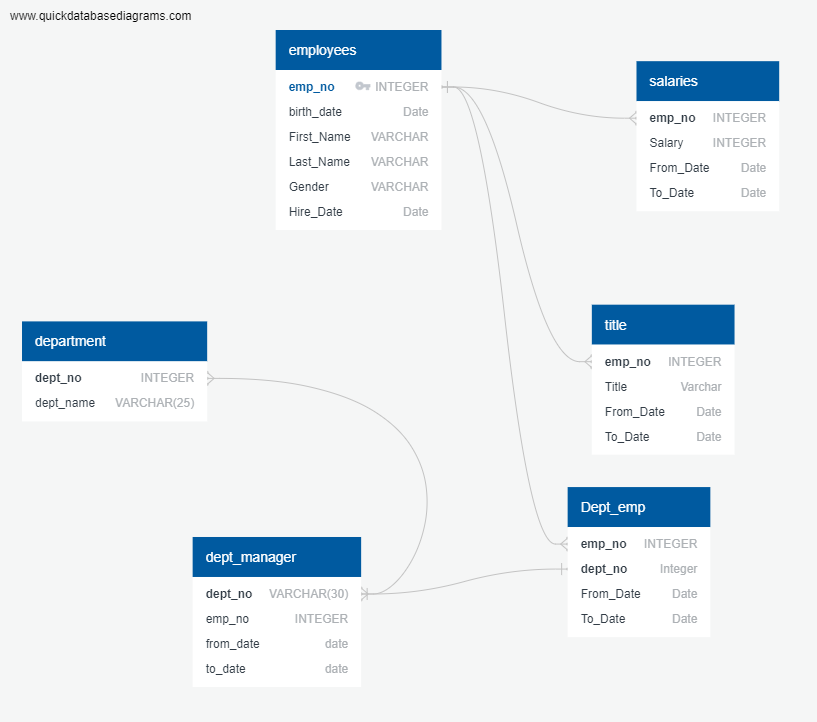 www.quickdatabasediagrams.com
employees
emp_no INTEGER
birth_date Date
First_Name VARCHAR
Last_Name VARCHAR
Gender VARCHAR
Hire_Date Date
salaries
emp_no INTEGER
Salary INTEGER
From_Date Date
To_Date Date
title
emp_no INTEGER
Title Varchar
From_Date Date
To_Date Date
department
dept_no INTEGER
dept_name VARCHAR(25)
Dept_emp
emp_no INTEGER
dept_no Integer
From_Date Date
To_Date Date
dept_manager
dept_no VARCHAR(30)
emp_no INTEGER
from_date date
to_date date